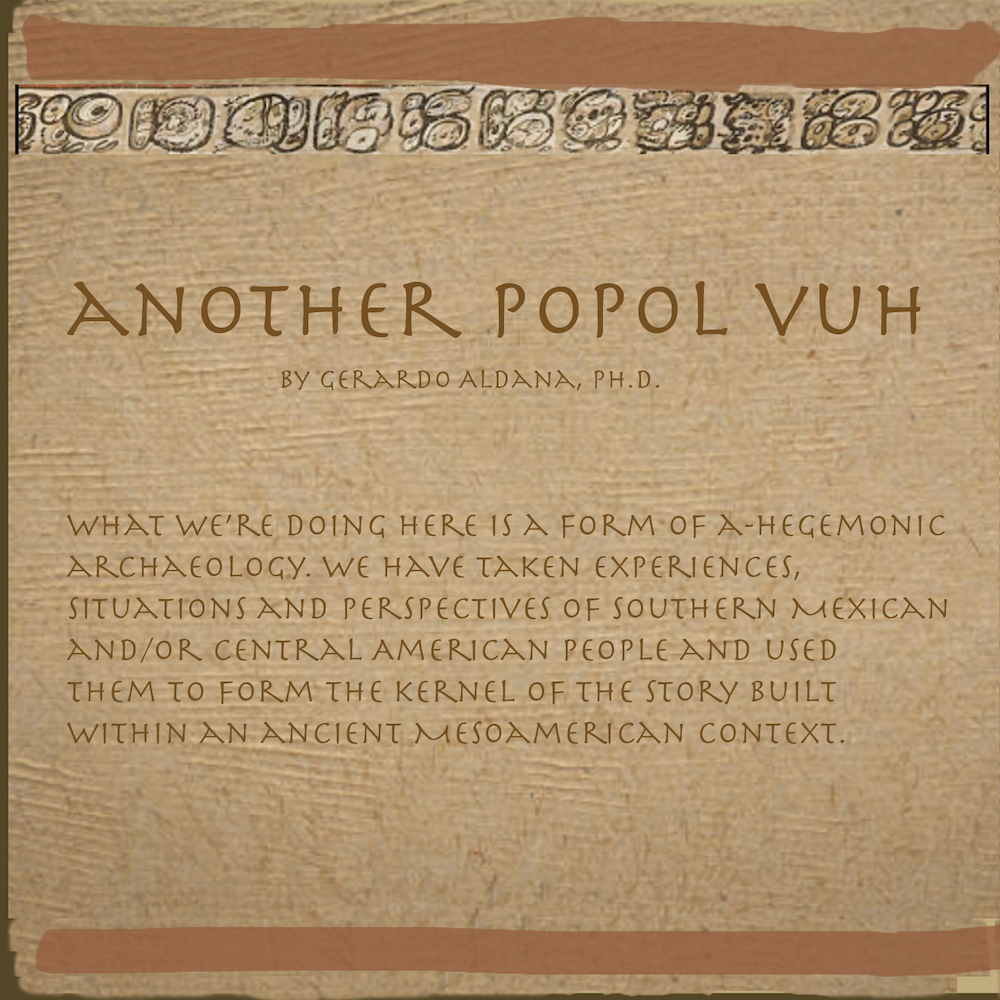 ANOTHER POPOL VUH
BY GERARDO ALDANA, PH.D.
WHAT WE'RE DOING HERE IS A FORM OF A-HEGEMONIC
ARCHAEOLOGY. WE HAVE TAKEN EXPERIENCES,
SITUATIONS AND PERSPECTIVES OF SOUTHERN MEXICAN
AND/OR CENTRAL AMERICAN PEOPLE AND USED
THEM TO FORM THE KERNEL OF THE STORY BUILT
WITHIN AN ANCIENT MESOAMERICAN CONTEXT.